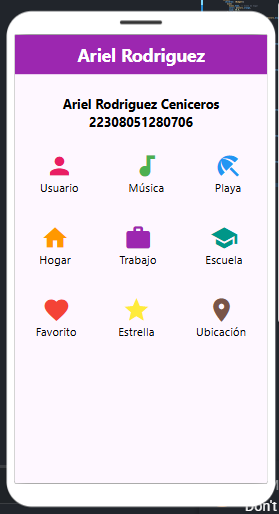 Ariel Rodriguez
Ariel Rodriguez Ceniceros
22308051280706
Usuario Música Playa
Hogar Trabajo Escuela
Favorito Estrella Ubicación
Don't